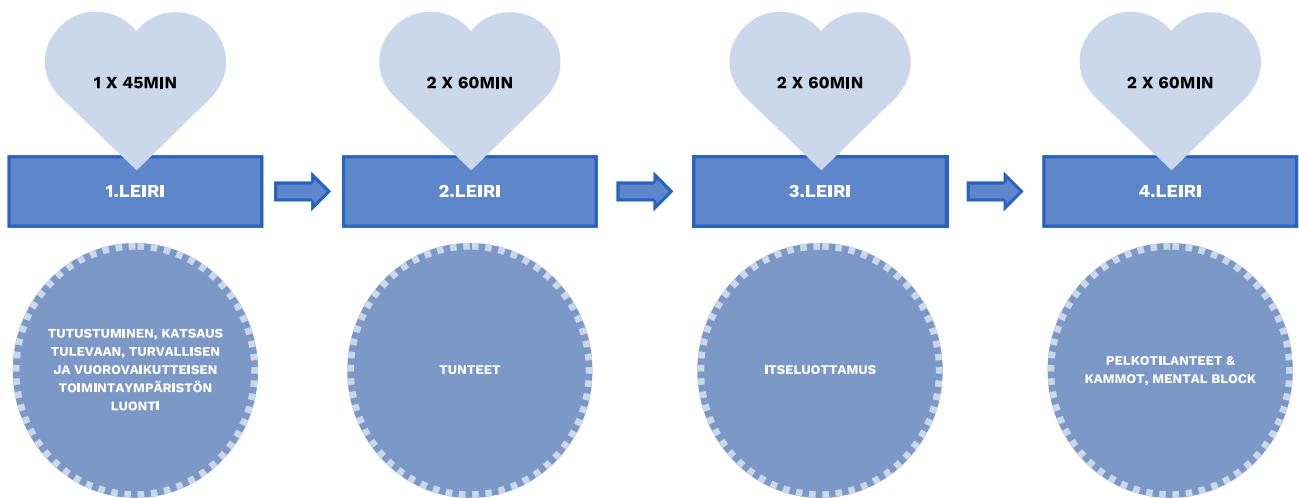 1 X 45MIN
2 X 60MIN
2 X 60MIN
2 X 60MIN
1.LEIRI
2.LEIRI
3.LEIRI
4.LEIRI
TUTUSTUMINEN, KATSAUS
TULEVAAN, TURVALLISEN
JA VUOROVAIKUTTEISEN
TOIMINTAYMPÄRISTÖN
LUONTI
TUNTEET
ITSELUOTTAMUS
PELKOTILANTEET &
KAMMOT, MENTAL BLOCK